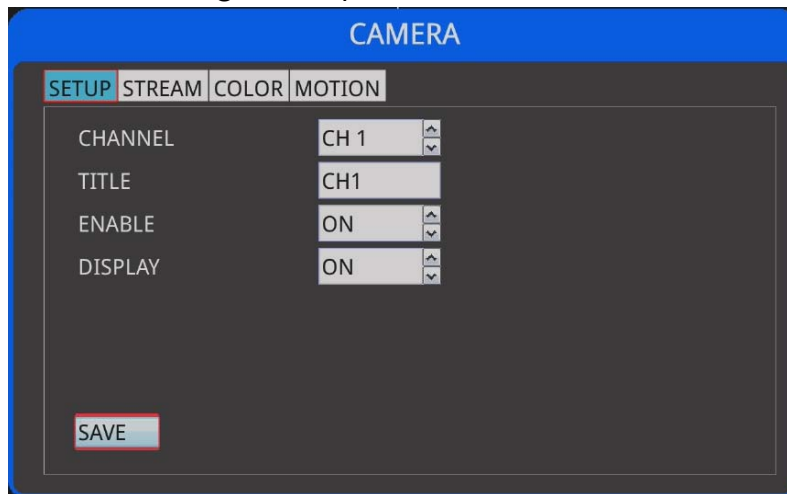 CAMERA
SETUP STREAM COLOR MOTION
CHANNEL CH 1
TITLE CH1
ENABLE ON
DISPLAY ON
SAVE